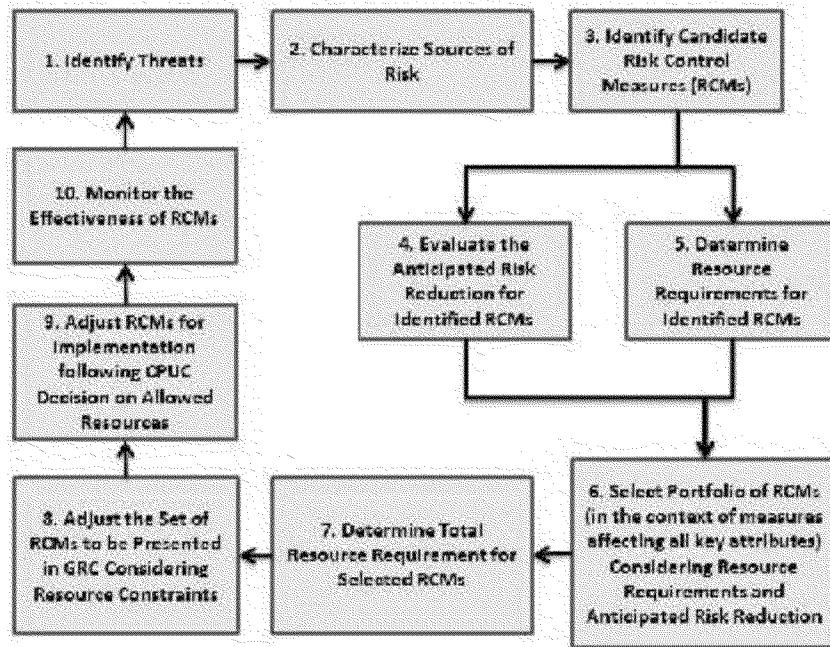 1. Identify Threats
2. Characterize Sources of
Risk
3. Identify Candidate
Risk Control
Measures (RCMs)
10. Monitor the
Effectiveness of RCMs
4. Evaluate the
Anticipated Risk
Reduction for
Identified RCMs
5. Determine
Resource
Requirements for
Identified RCMs
9. Adjust RCMs for
Implementation
following CPUC
Decision on Allowed
Resources
8. Adjust the Set of
RCMs to be Presented
in GRC Considering
Resource Constraints
7. Determine Total
Resource Requirement for
Selected RCMs
6. Select Portfolio of RCMs
(in the context of measures
affecting all key attributes)
Considering Resource
Requirements and
Anticipated Risk Reduction